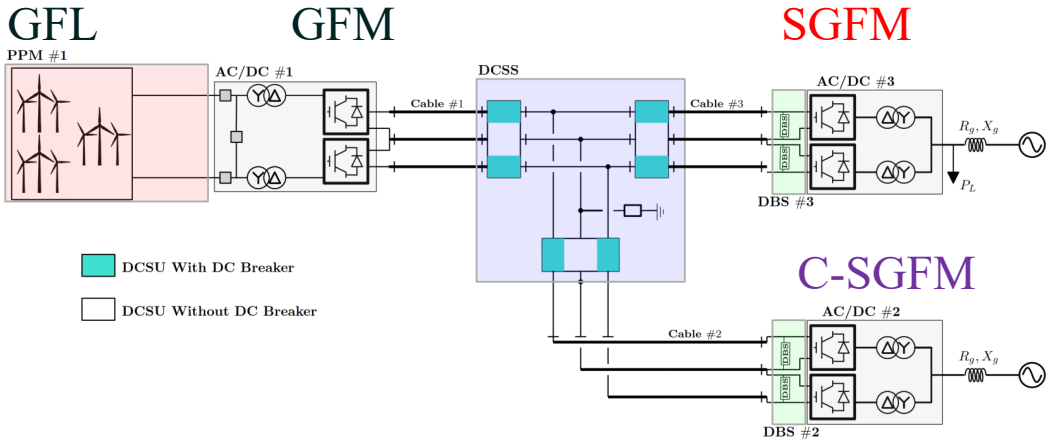 GFL
GFM
SGFM
PPM #1
AC/DC #1
DCSS
AC/DC #3
Cable #1
Cable #3
DBS
DBS
R_g, X_g
P_L
DBS #3
DCSU With DC Breaker
DCSU Without DC Breaker
C-SGFM
AC/DC #2
Cable #2
DBS
DBS
R_g, X_g
DBS #2